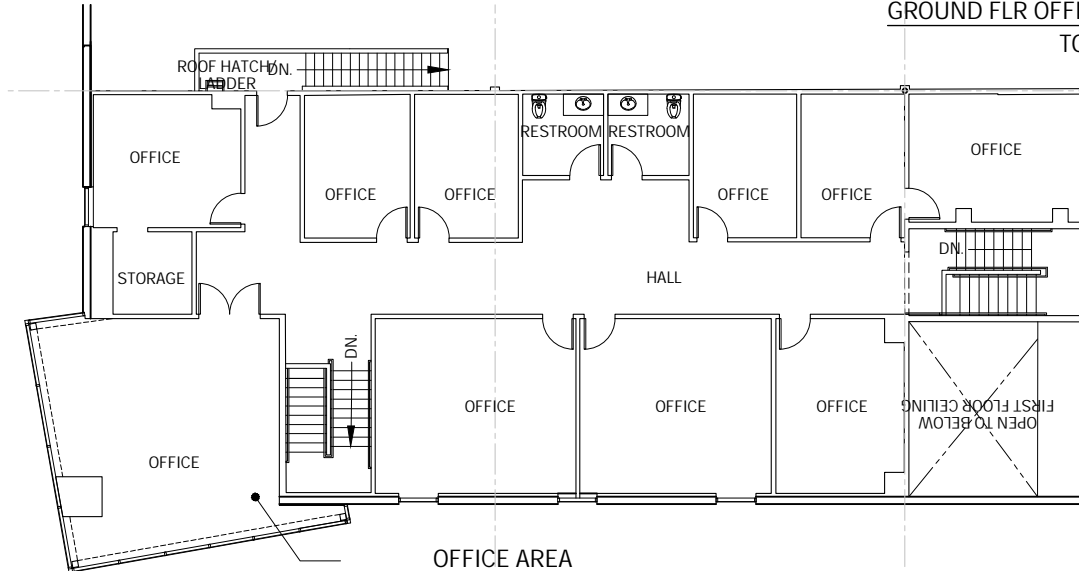 GROUND FLR OFFI
TO
ROOF HATCH/
LADDER
DN.
OFFICE
OFFICE
OFFICE
RESTROOM
RESTROOM
OFFICE
OFFICE
OFFICE
STORAGE
HALL
DN.
DN.
OFFICE
OFFICE
OFFICE
OFFICE
OPEN TO BELOW
FIRST FLOOR CEILING
OFFICE AREA